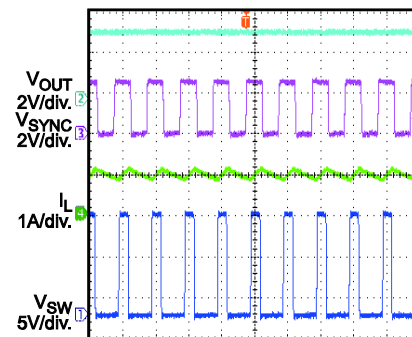 T
VOUT
2V/div.
2
VSYNC
2V/div.
3
IL
1A/div.
4
VSW
5V/div.
1